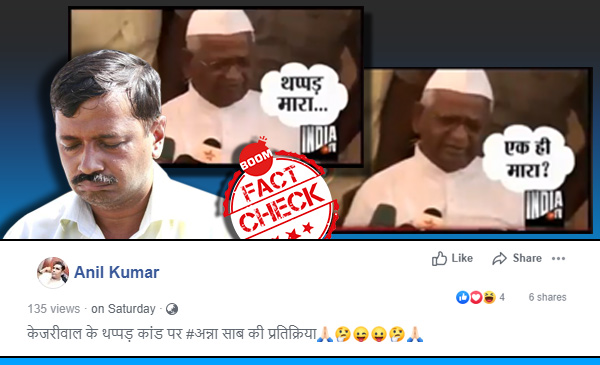 थप्पड़
मारा...
INDIA
एक ही
मारा?
INDIA
BOOM
FACT
CHECK
Anil Kumar
Like
Share
135 views · on Saturday ·
4
6 shares
केजरीवाल के थप्पड़ कांड पर #अन्ना साब की प्रतिक्रिया🙏🤔😜😛🤔🙏